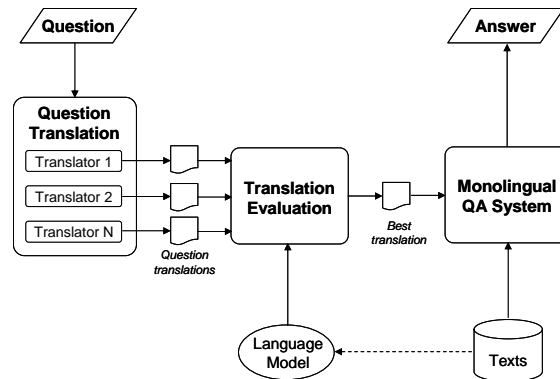 Question
Answer
Question
Translation
Translator 1
Translator 2
Translator N
Question
translations
Translation
Evaluation
Best
translation
Monolingual
QA System
Language
Model
Texts